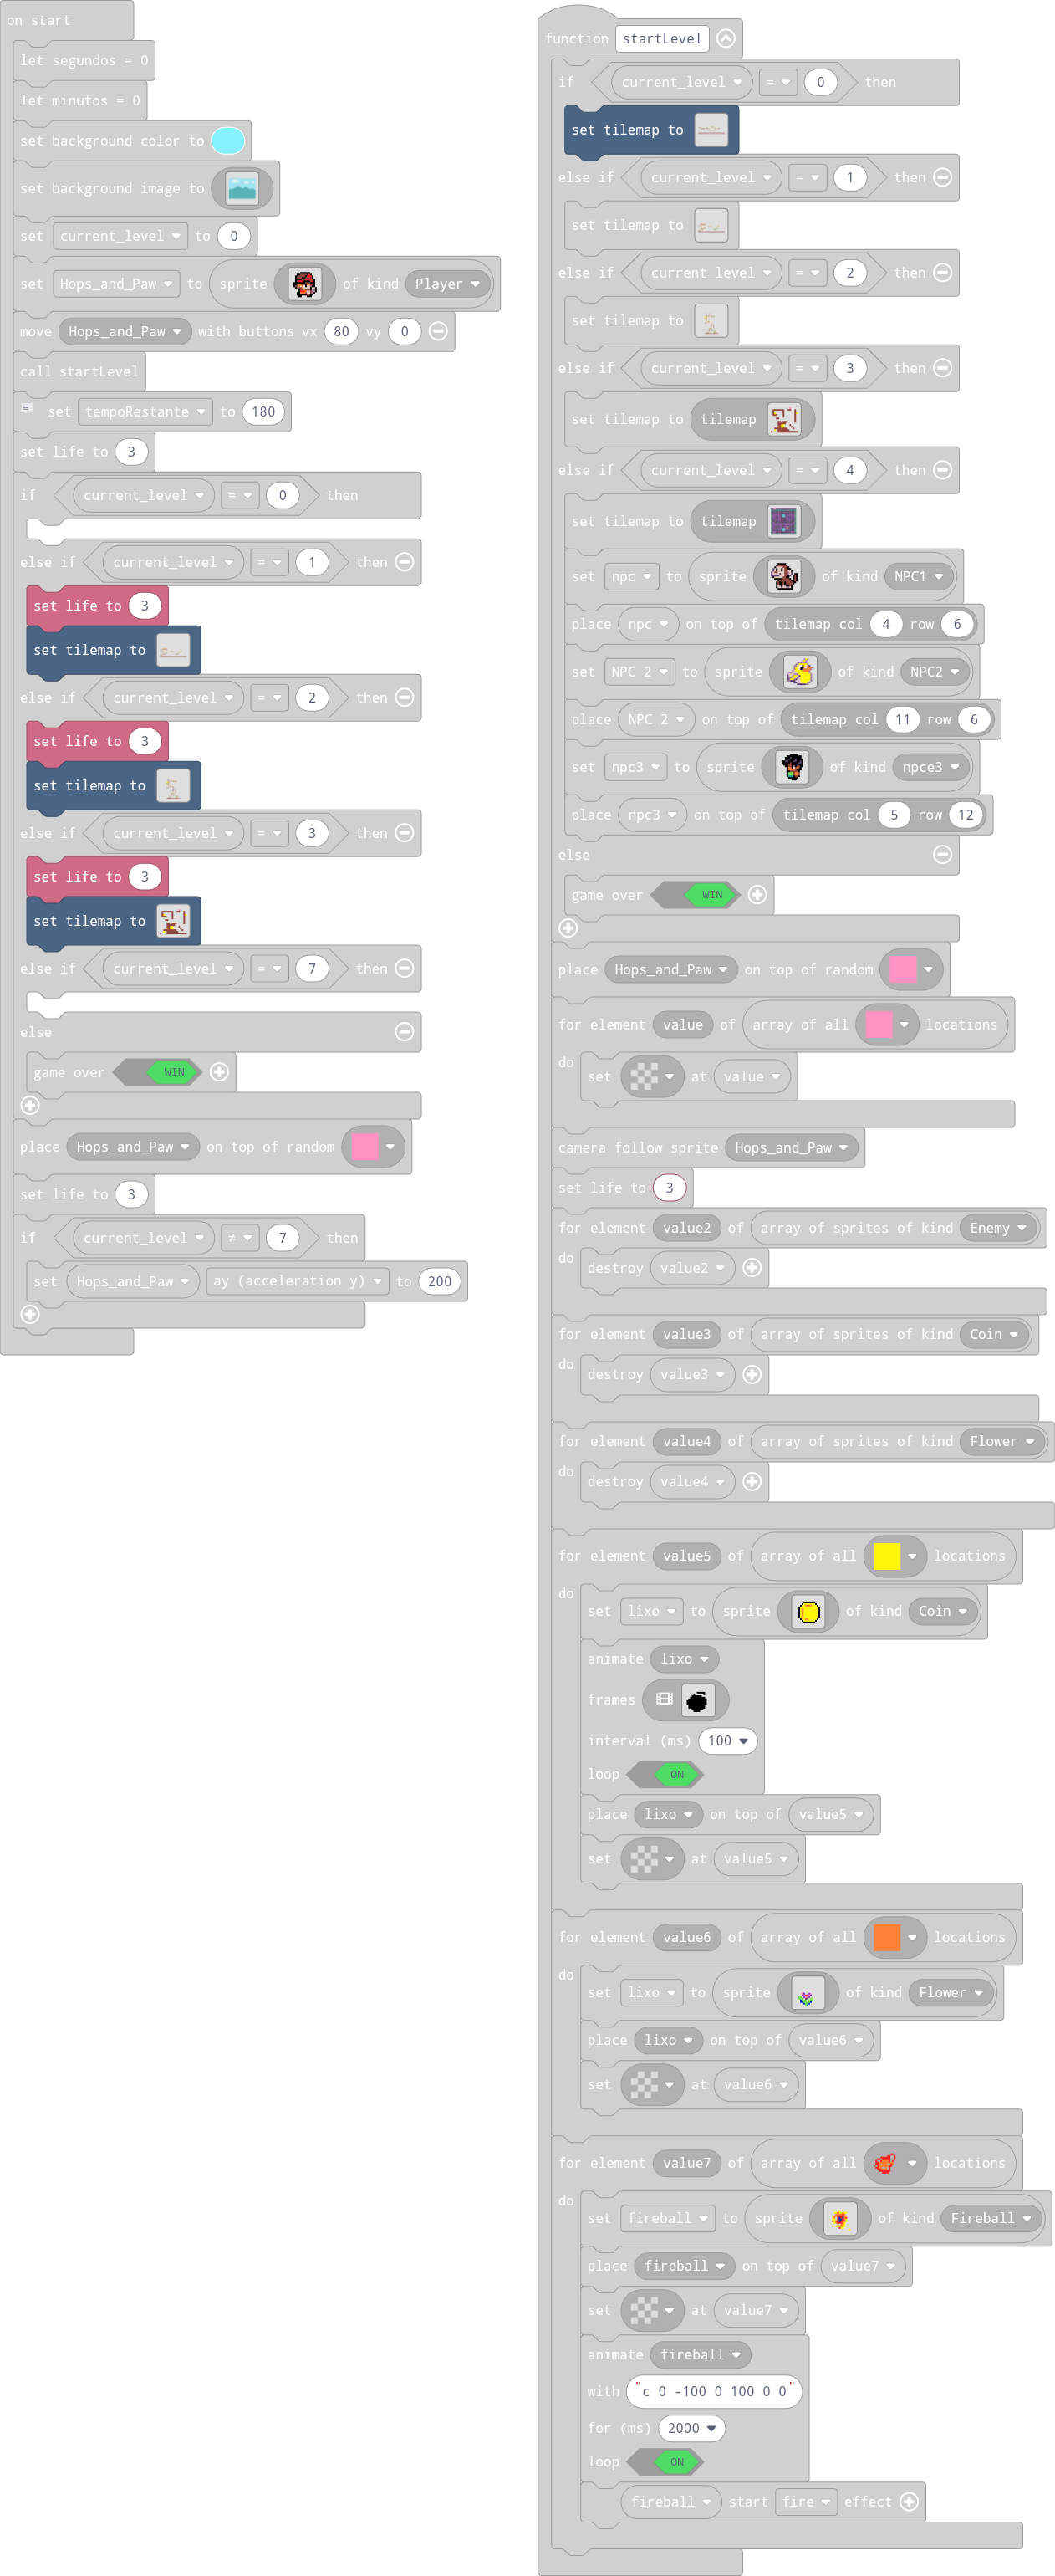 on start
let segundos = 0
let minutos = 0
set background color to
set background image to
set current_level to 0
set Hops_and_Paw to sprite of kind Player
move Hops_and_Paw with buttons vx 80 vy 0
call startLevel
set tempoRestante to 180
set life to 3
if current_level = 0 then
else if current_level = 1 then
set life to 3
set tilemap to
else if current_level = 2 then
set life to 3
set tilemap to
else if current_level = 3 then
set life to 3
set tilemap to
else if current_level = 7 then
else
game over WIN
place Hops_and_Paw on top of random
set life to 3
if current_level ≠ 7 then
set Hops_and_Paw ay (acceleration y) to 200
function startLevel
if current_level = 0 then
set tilemap to
else if current_level = 1 then
set tilemap to
else if current_level = 2 then
set tilemap to
else if current_level = 3 then
set tilemap to tilemap
else if current_level = 4 then
set tilemap to tilemap
set npc to sprite of kind NPC1
place npc on top of tilemap col 4 row 6
set NPC 2 to sprite of kind NPC2
place NPC 2 on top of tilemap col 11 row 6
set npc3 to sprite of kind npce3
place npc3 on top of tilemap col 5 row 12
else
game over WIN
place Hops_and_Paw on top of random
for element value of array of all locations
do
set at value
camera follow sprite Hops_and_Paw
set life to 3
for element value2 of array of sprites of kind Enemy
do
destroy value2
for element value3 of array of sprites of kind Coin
do
destroy value3
for element value4 of array of sprites of kind Flower
do
destroy value4
for element value5 of array of all locations
do
set lixo to sprite of kind Coin
animate lixo
frames
interval (ms) 100
loop ON
place lixo on top of value5
set at value5
for element value6 of array of all locations
do
set lixo to sprite of kind Flower
place lixo on top of value6
set at value6
for element value7 of array of all locations
do
set fireball to sprite of kind Fireball
place fireball on top of value7
set at value7
animate fireball
with "c 0 -100 0 100 0 0"
for (ms) 2000
loop ON
fireball start fire effect